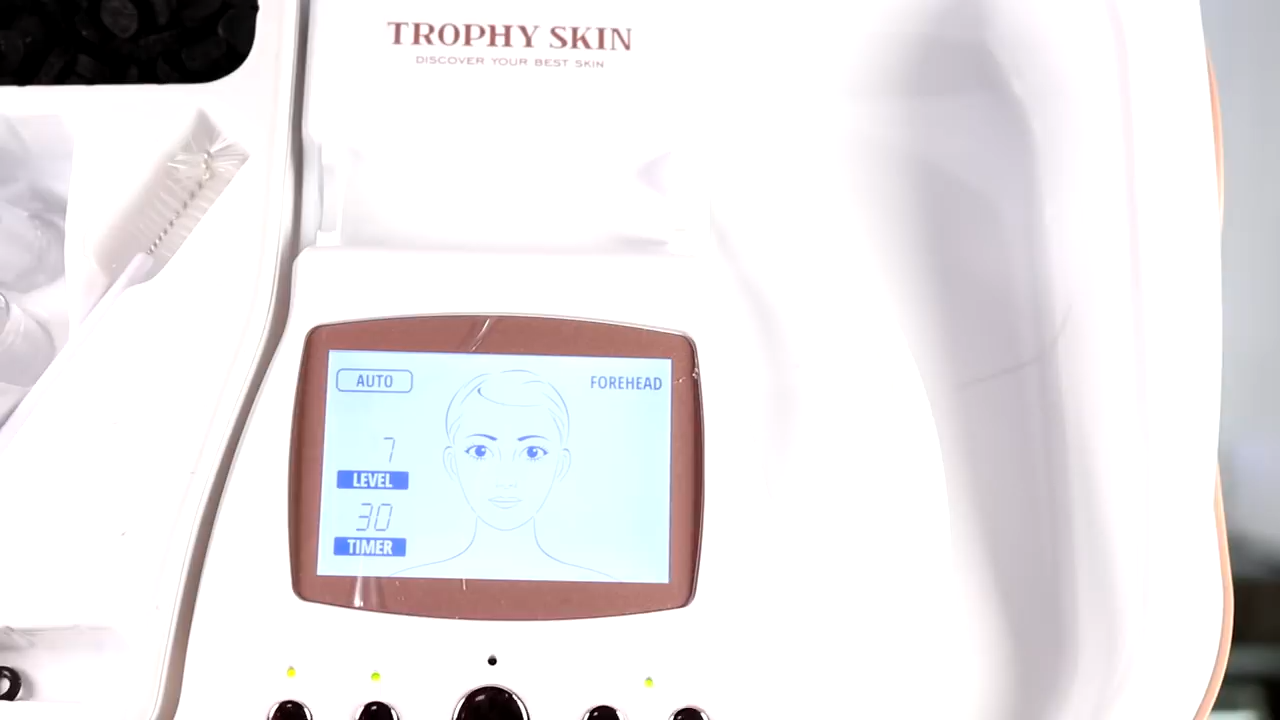 TROPHY SKIN
DISCOVER YOUR BEST SKIN
AUTO
FOREHEAD
7
LEVEL
30
TIMER